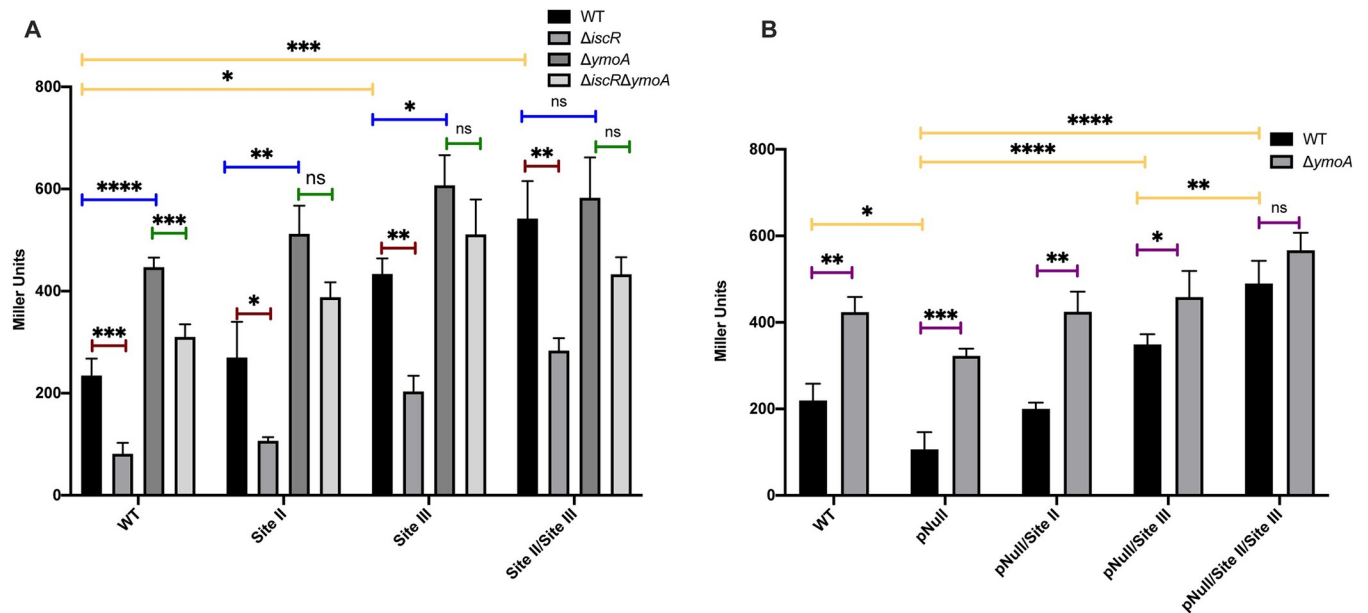 A
WT
ΔiscR
ΔymoA
ΔiscRΔymoA
***
*
Miller Units
800
600
400
200
0
****
***
***
**
ns
*
*
ns
**
ns
ns
**
WT
Site II
Site III
Site II/Site III
B
WT
ΔymoA
****
****
**
*
ns
Miller Units
800
600
400
200
0
**
***
**
*
WT
pNull
pNull/Site II
pNull/Site III
pNull/Site II/Site III